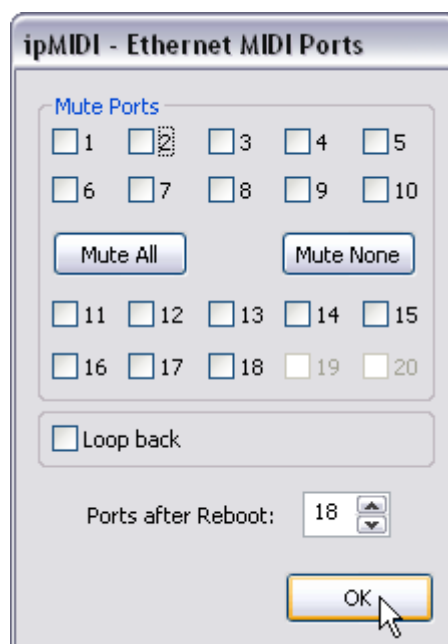 ipMIDI - Ethernet MIDI Ports
Mute Ports
1 2 3 4 5
6 7 8 9 10
Mute All Mute None
11 12 13 14 15
16 17 18 19 20
Loop back
Ports after Reboot: 18
OK